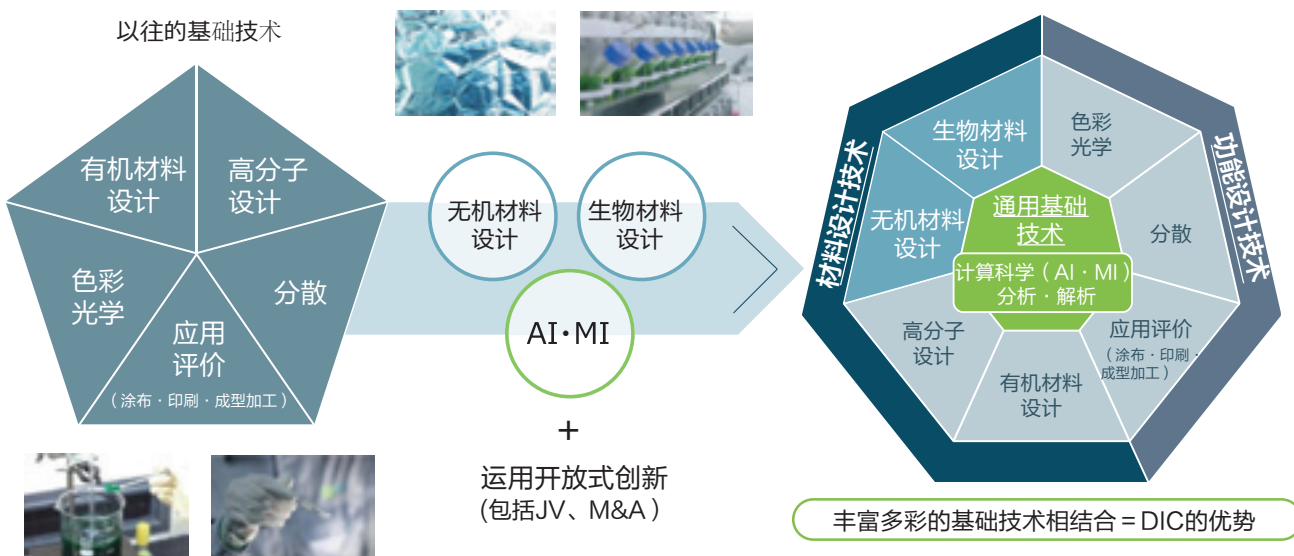 以往的基础技术
有机材料
设计
高分子
设计
色彩
光学
分散
应用
评价
（涂布·印刷·成型加工）
无机材料
设计
生物材料
设计
AI·MI
+
运用开放式创新
(包括JV、M&A）
材料设计技术
功能设计技术
生物材料
设计
色彩
光学
无机材料
设计
通用基础
技术
分散
计算科学（AI·MI）
分析·解析
高分子
设计
有机材料
设计
应用评价
（涂布·印刷·
成型加工）
丰富多彩的基础技术相结合＝DIC的优势